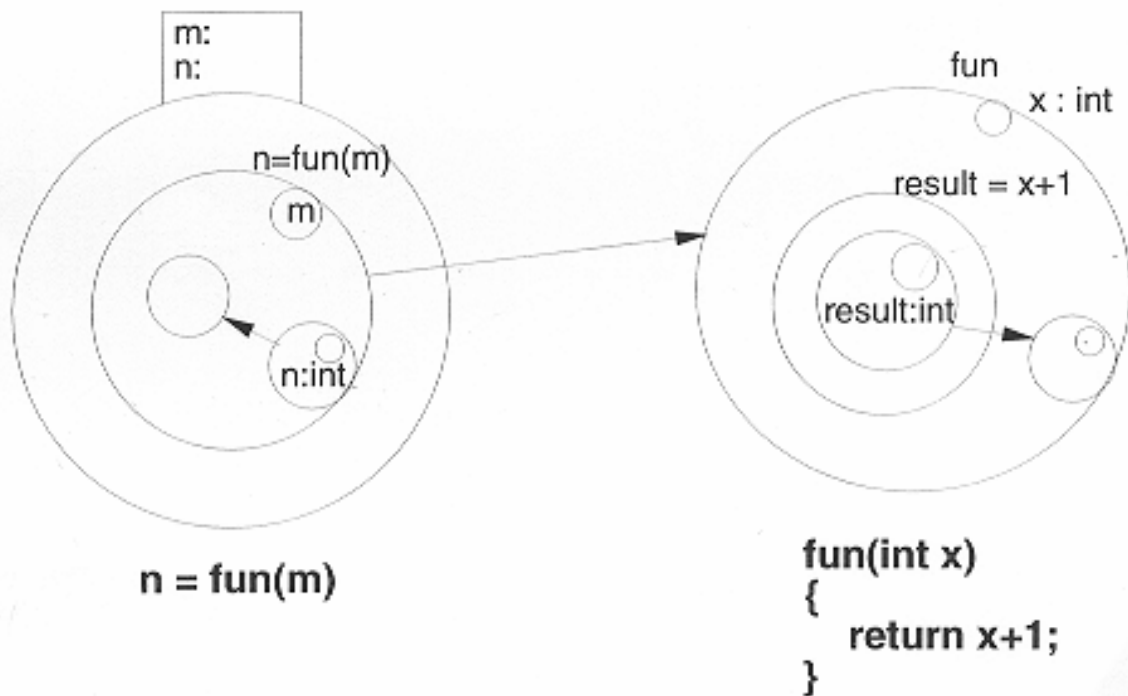 m:
n:
n=fun(m)
m
n:int
n = fun(m)
fun
x : int
result = x+1
result:int
fun(int x)
{
return x+1;
}